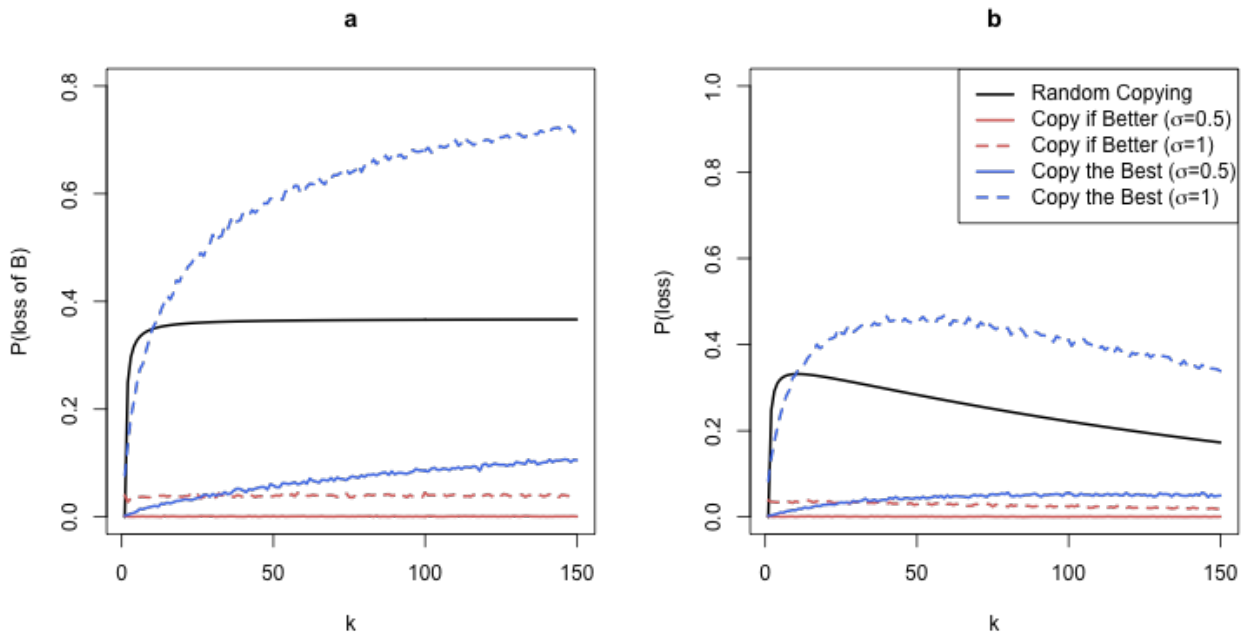 a
P(loss of B)
0.0
0.2
0.4
0.6
0.8
0
50
100
150
k
b
P(loss)
0.0
0.2
0.4
0.6
0.8
1.0
0
50
100
150
k
Random Copying
Copy if Better (σ=0.5)
Copy if Better (σ=1)
Copy the Best (σ=0.5)
Copy the Best (σ=1)